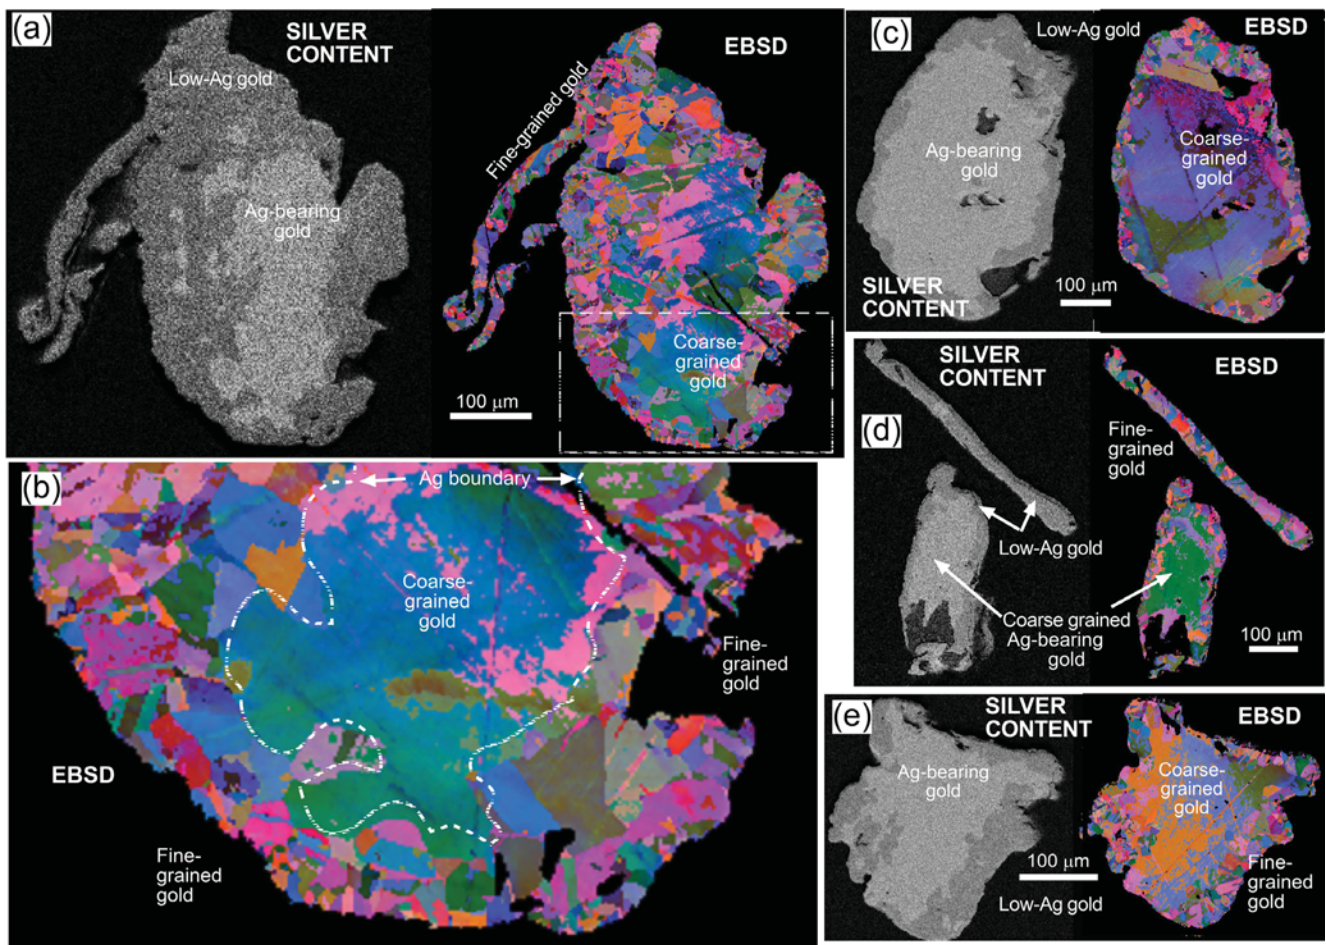 (a)
SILVER
CONTENT
Low-Ag gold
Ag-bearing
gold
EBSD
Fine-grained gold
Coarse-
grained
gold
100 μm
(b)
Ag boundary
Coarse-
grained
gold
Fine-
grained
gold
EBSD
Fine-
grained
gold
(c)
Low-Ag gold
EBSD
Ag-bearing
gold
Coarse-
grained
gold
SILVER
CONTENT
100 μm
SILVER
CONTENT
EBSD
(d)
Fine-
grained
gold
Low-Ag gold
Coarse grained
Ag-bearing
gold
100 μm
(e)
SILVER
CONTENT
EBSD
Ag-bearing
gold
Coarse-
grained
gold
100 μm
Low-Ag gold
Fine-
grained
gold